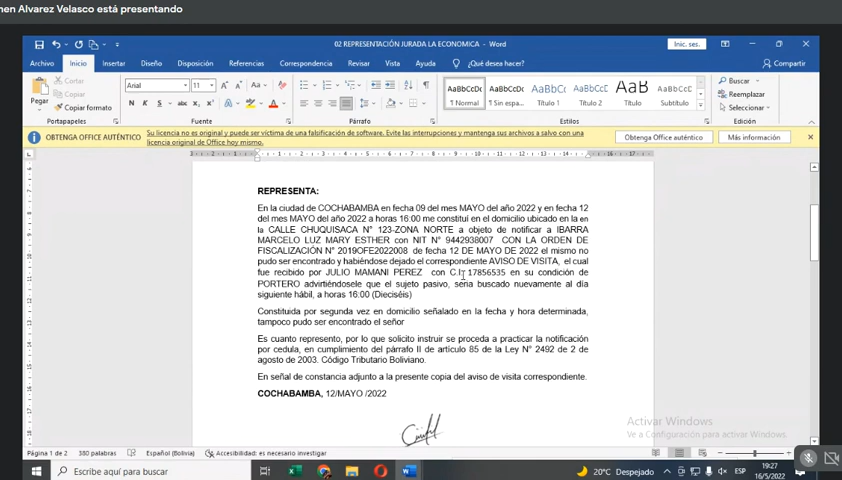 nen Alvarez Velasco está presentando
02 REPRESENTACIÓN JURADA LA ECONOMICA - Word
Inic. ses.
Archivo Inicio Insertar Diseño Disposición Referencias Correspondencia Revisar Vista Ayuda ¿Qué desea hacer? Compartir
Pegar
Cortar
Copiar
Copiar formato
Portapapeles
Arial 11
Fuente
Párrafo
AaBbCcDc AaBbCcDc AaBbCc AaBbCcD AaB AaBbCcD
¶ Normal ¶ Sin espa... Título 1 Título 2 Título Subtítulo
Estilos
Buscar
Reemplazar
Seleccionar
Edición
OBTENGA OFFICE AUTÉNTICO Su licencia no es original y puede ser víctima de una falsificación de software. Evite las interrupciones y mantenga sus archivos a salvo con una
licencia original de Office hoy mismo.
Obtenga Office auténtico Más información
REPRESENTA:
En la ciudad de COCHABAMBA en fecha 09 del mes MAYO del año 2022 y en fecha 12
del mes MAYO del año 2022 a horas 16:00 me constituí en el domicilio ubicado en la en
la CALLE CHUQUISACA N° 123-ZONA NORTE a objeto de notificar a IBARRA
MARCELO LUZ MARY ESTHER con NIT N° 9442938007 CON LA ORDEN DE
FISCALIZACIÓN N° 2019OFE2022008 de fecha 12 DE MAYO DE 2022 el mismo no
pudo ser encontrado y habiéndose dejado el correspondiente AVISO DE VISITA, el cual
fue recibido por JULIO MAMANI PEREZ con C.I. 17856535 en su condición de
PORTERO advirtiéndosele que el sujeto pasivo, sería buscado nuevamente al día
siguiente hábil, a horas 16:00 (Dieciséis)
Constituida por segunda vez en domicilio señalado en la fecha y hora determinada,
tampoco pudo ser encontrado el señor
Es cuanto represento, por lo que solicito instruir se proceda a practicar la notificación
por cedula, en cumplimiento del párrafo II de artículo 85 de la Ley N° 2492 de 2 de
agosto de 2003. Código Tributario Boliviano.
En señal de constancia adjunto a la presente copia del aviso de visita correspondiente.
COCHABAMBA, 12/MAYO /2022
Activar Windows
Ve a Configuración para activar Windows.
Página 1 de 2 380 palabras Español (Bolivia) Accesibilidad: es necesario investigar
Escribe aquí para buscar
20°C Despejado
ESP
19:27
16/5/2022